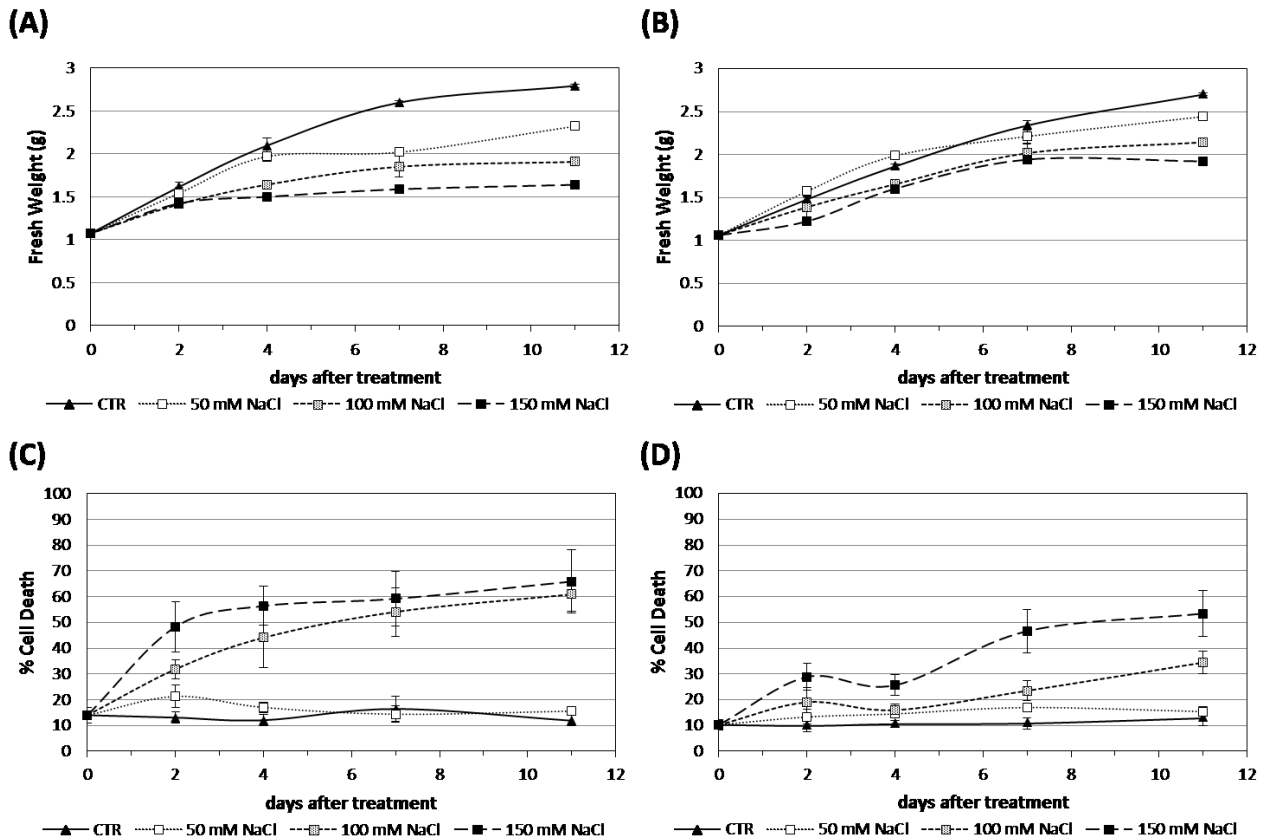 (A)
Fresh Weight (g)
3
2.5
2
1.5
1
0.5
0
0 2 4 6 8 10 12
days after treatment
CTR 50 mM NaCl 100 mM NaCl 150 mM NaCl
(B)
Fresh Weight (g)
3
2.5
2
1.5
1
0.5
0
0 2 4 6 8 10 12
days after treatment
CTR 50 mM NaCl 100 mM NaCl 150 mM NaCl
(C)
% Cell Death
100
90
80
70
60
50
40
30
20
10
0
0 2 4 6 8 10 12
days after treatment
CTR 50 mM NaCl 100 mM NaCl 150 mM NaCl
(D)
% Cell Death
100
90
80
70
60
50
40
30
20
10
0
0 2 4 6 8 10 12
days after treatment
CTR 50 mM NaCl 100 mM NaCl 150 mM NaCl